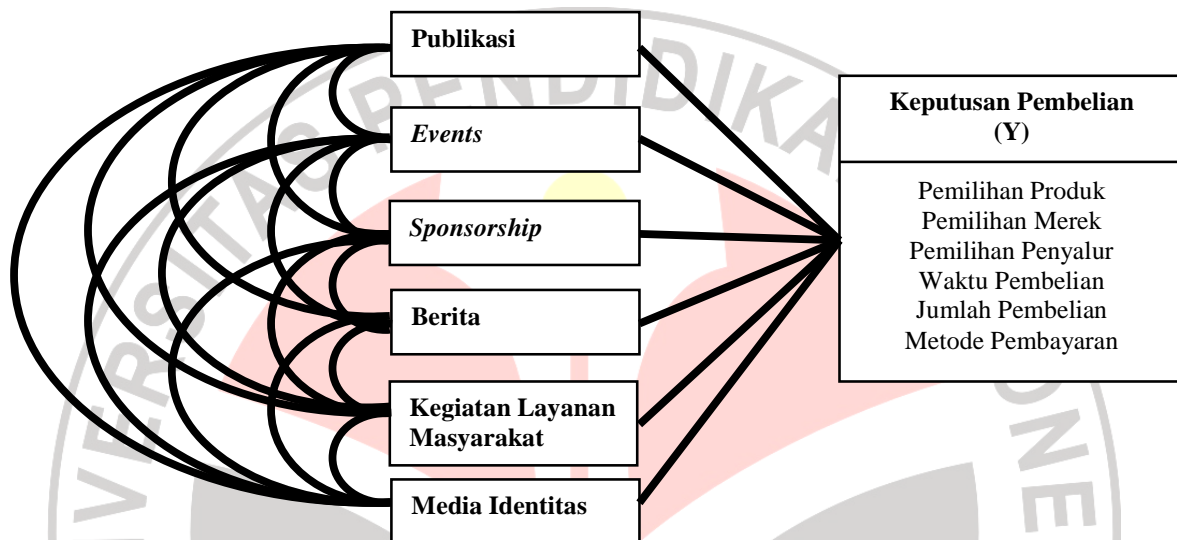 Publikasi
Events
Sponsorship
Berita
Kegiatan Layanan
Masyarakat
Media Identitas
Keputusan Pembelian
(Y)
Pemilihan Produk
Pemilihan Merek
Pemilihan Penyalur
Waktu Pembelian
Jumlah Pembelian
Metode Pembayaran